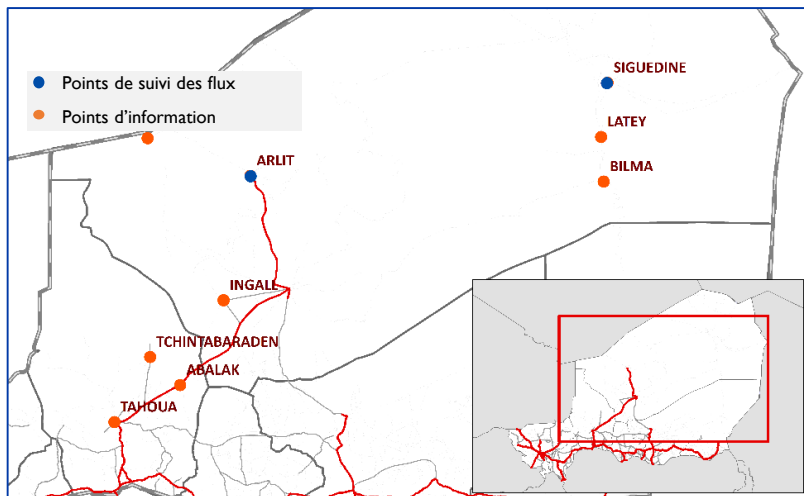 SIGUEDINE
Points de suivi des flux
Points d'information
LATEY
ARLIT
BILMA
INGALL
TCHINTABARADEN
ABALAK
TAHOUA